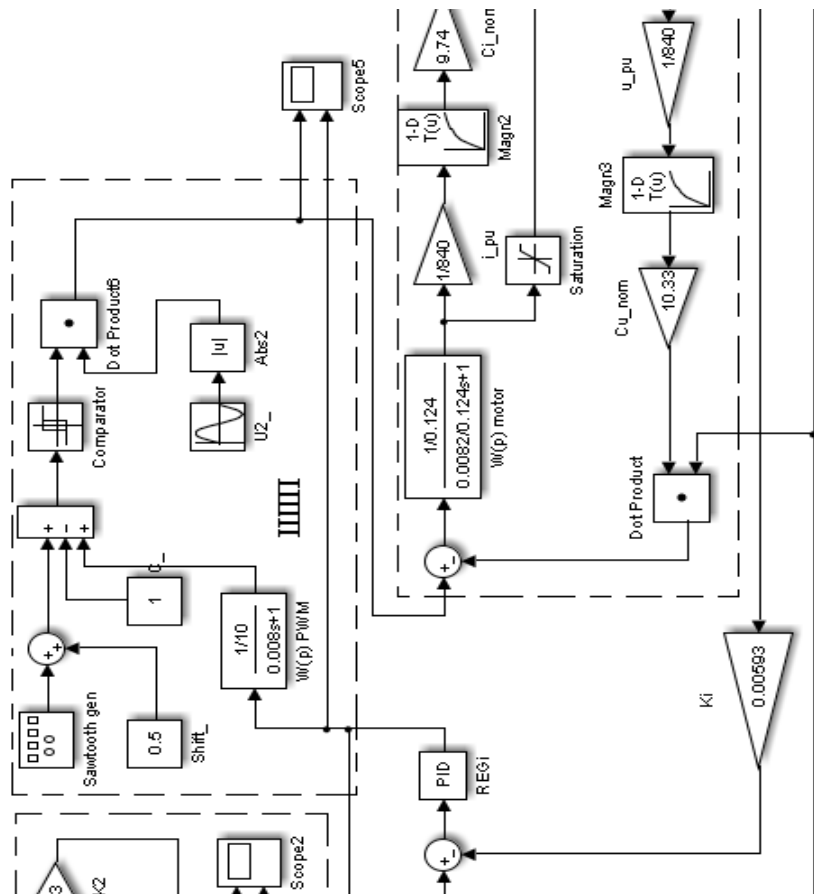 Scope5
9.74
Ci_nom
1/840
u_pu
1-D
T(u)
Magn2
1-D
T(u)
Magn3
1/840
i_pu
Saturation
10.33
Cu_nom
Dot Product6
|u|
Abs2
U2_
Comparator
1/0.124
0.0082/0.124s+1
W(p) motor
Dot Product
+
-
+
+
-
1
C_
+
+
1/10
0.008s+1
W(p) PWM
Sawtooth gen
0.5
Shift_
PID
REGi
Ki
0.00593
+
-
3
K2
Scope2